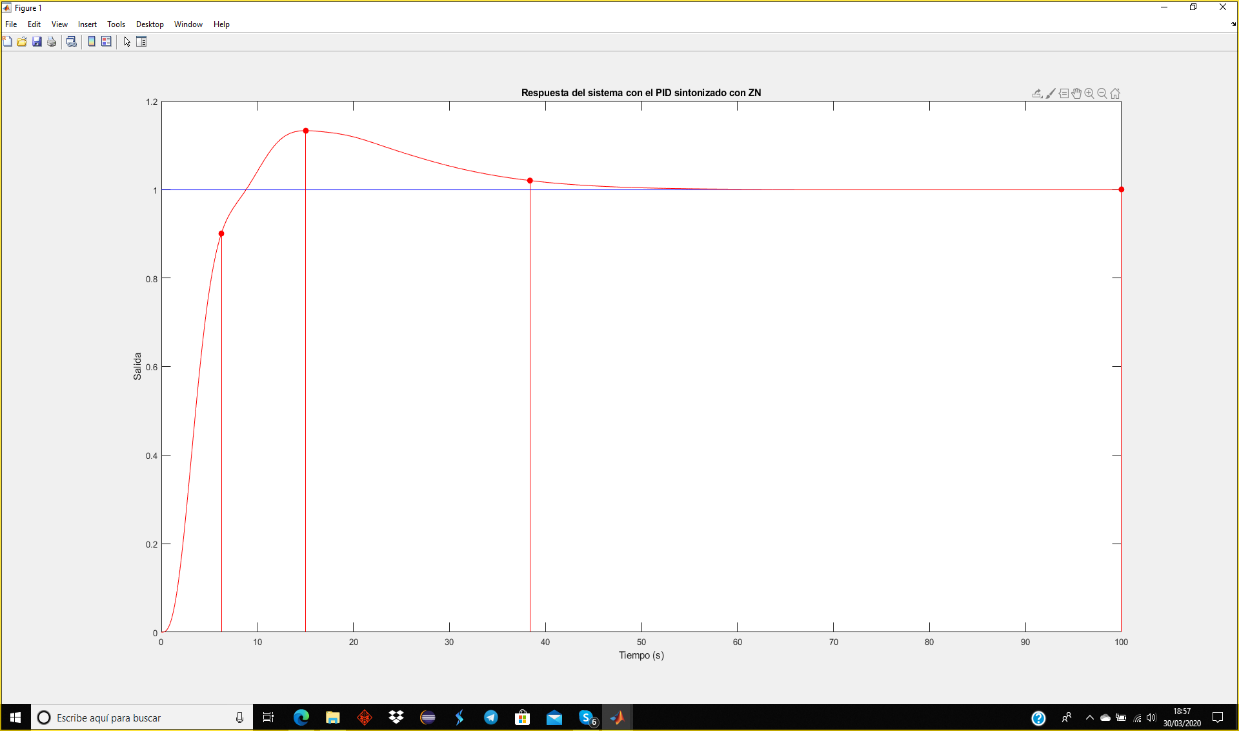 Figure 1
File Edit View Insert Tools Desktop Window Help
Respuesta del sistema con el PID sintonizado con ZN
1.2
1
0.8
0.6
0.4
0.2
0
Salida
0 10 20 30 40 50 60 70 80 90 100
Tiempo (s)
Escribe aquí para buscar
S 6
18:57
30/03/2020